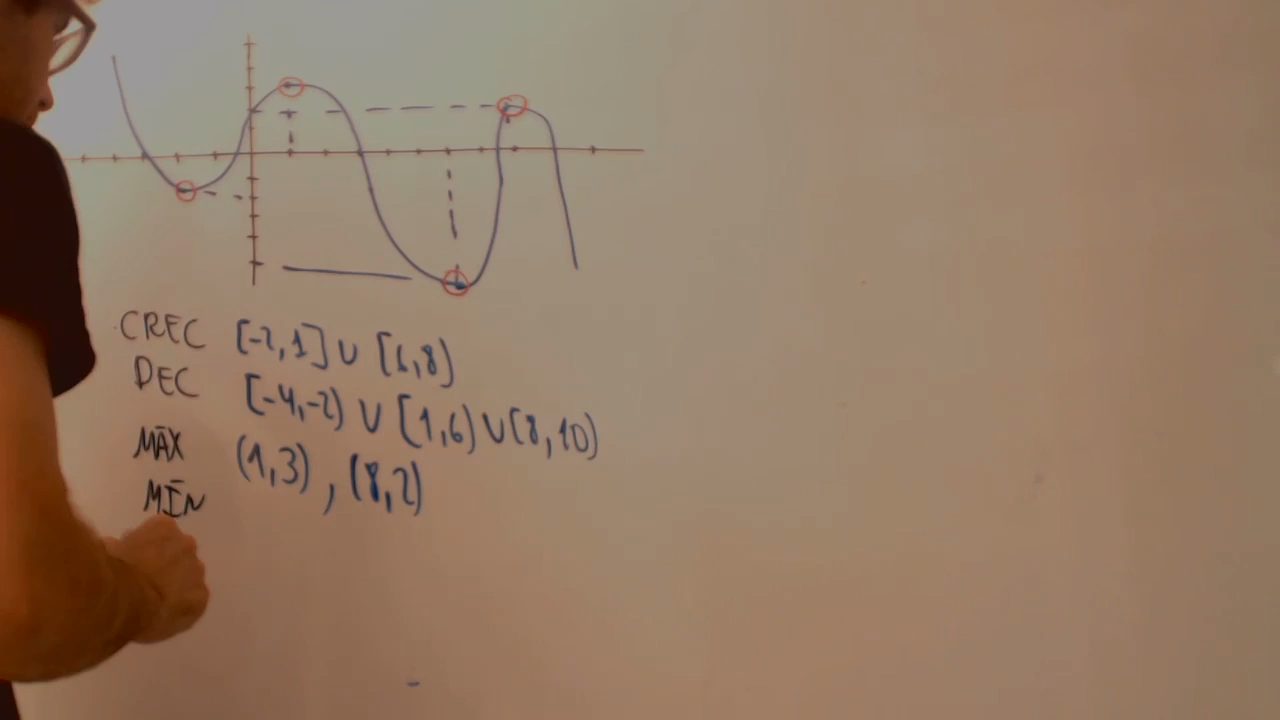 CREC [-2,1] ∪ [6,8)
DEC [-4,-2) ∪ [1,6) ∪ [8,10)
MÁX (1,3) , (8,2)
MÍN